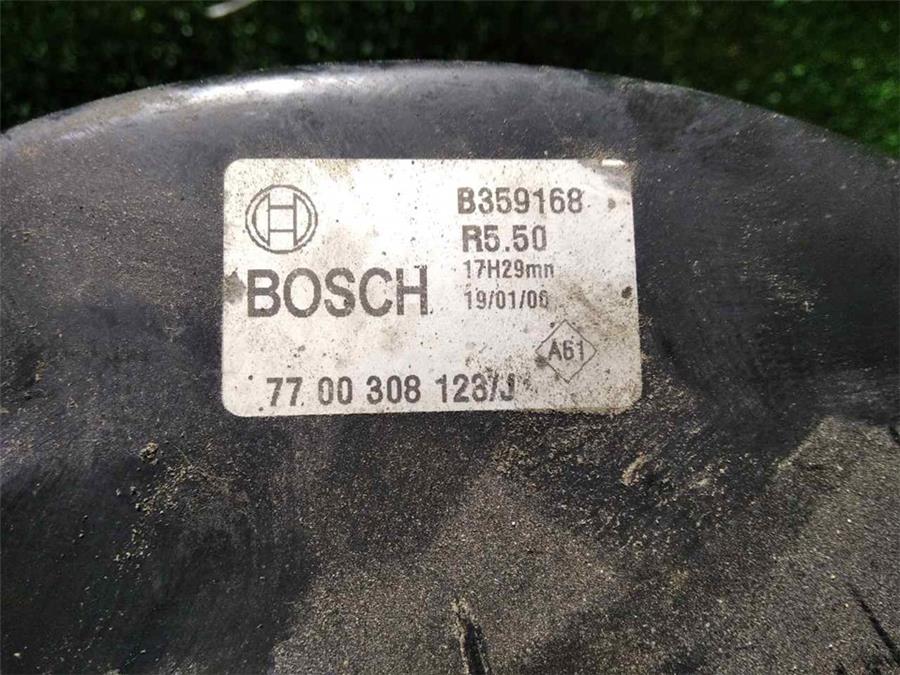 B359168
R5.50
17H29mn
19/01/06
BOSCH
A61
77 00 308 123/J